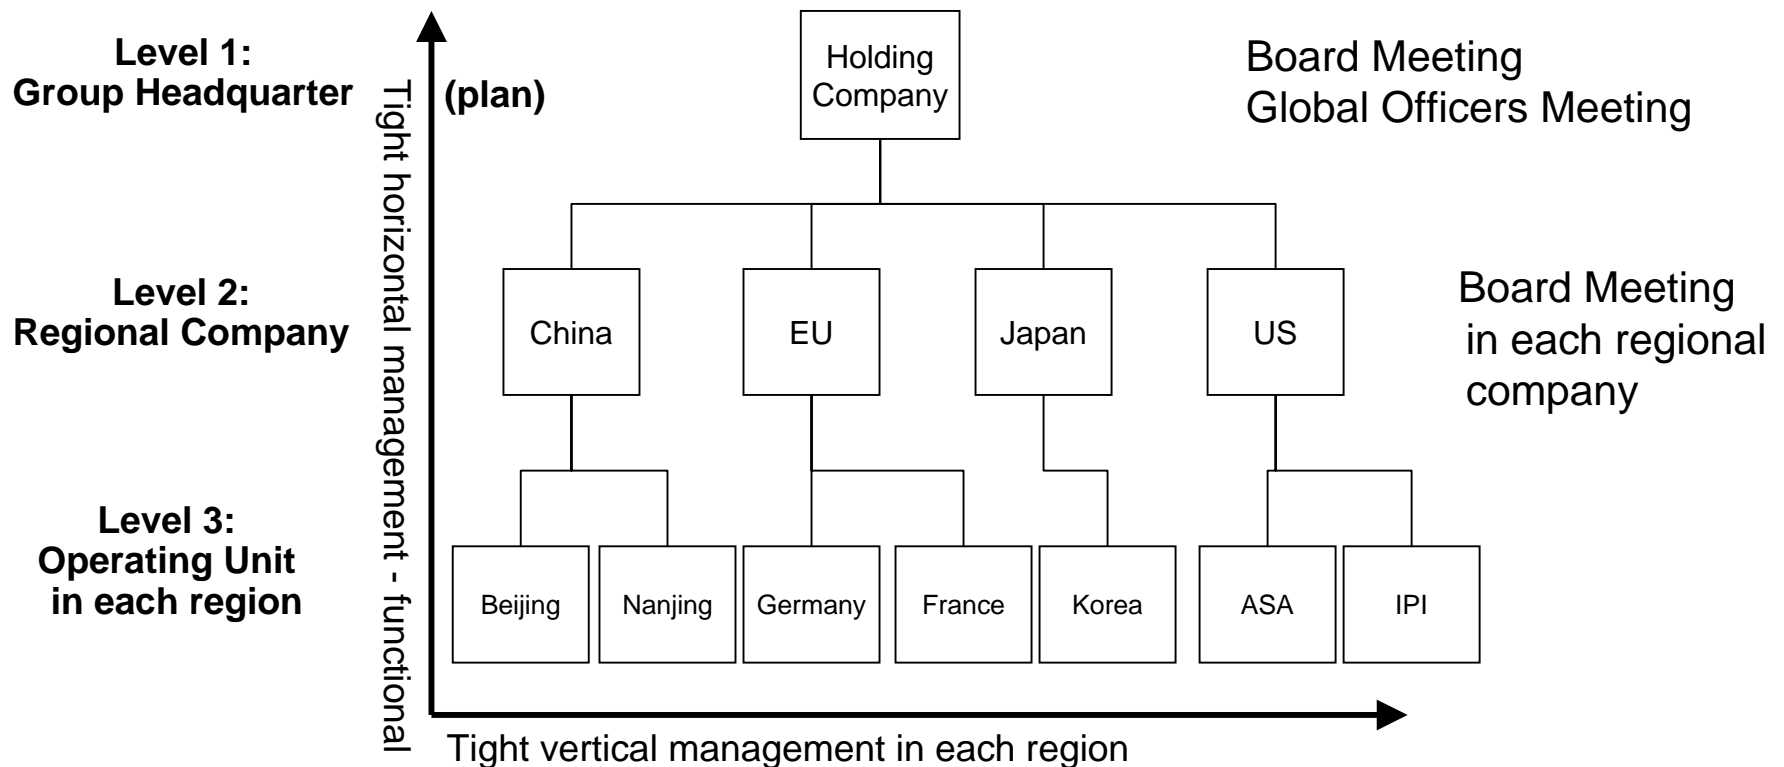 Level 1:
Group Headquarter
(plan)
Holding
Company
Board Meeting
Global Officers Meeting
Tight horizontal management - functional
Level 2:
Regional Company
China
EU
Japan
US
Board Meeting
in each regional
company
Level 3:
Operating Unit
in each region
Beijing
Nanjing
Germany
France
Korea
ASA
IPI
Tight vertical management in each region